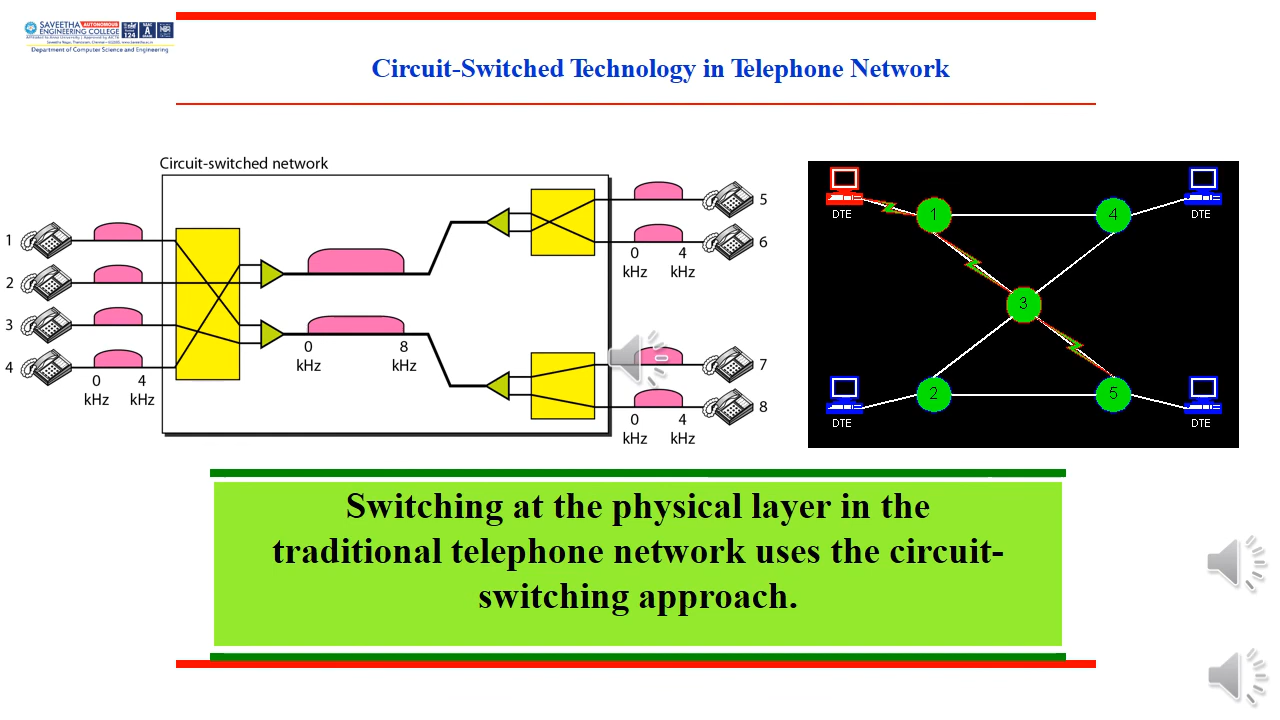 SAVEETHA AUTONOMOUS
ENGINEERING COLLEGE
Department of Computer Science and Engineering
Circuit-Switched Technology in Telephone Network
Circuit-switched network
1
2
3
4
0 4
kHz kHz
0 8
kHz kHz
5
6
0 4
kHz kHz
7
8
0 4
kHz kHz
DTE
DTE
1
4
3
2
5
DTE
DTE
Switching at the physical layer in the
traditional telephone network uses the circuit-
switching approach.